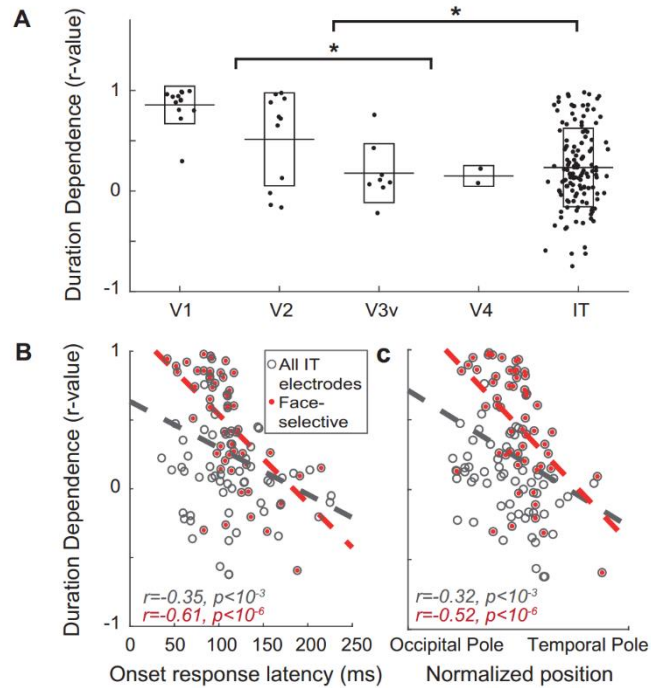 A
*
*
Duration Dependence (r-value)
1
0
-1
V1 V2 V3v V4 IT
B
Duration Dependence (r-value)
1
0
-1
All IT
electrodes
Face-
selective
r=-0.35, p<10-3
r=-0.61, p<10-6
0 50 100 150 200 250
Onset response latency (ms)
c
r=-0.32, p<10-3
r=-0.52, p<10-6
Occipital Pole Temporal Pole
Normalized position